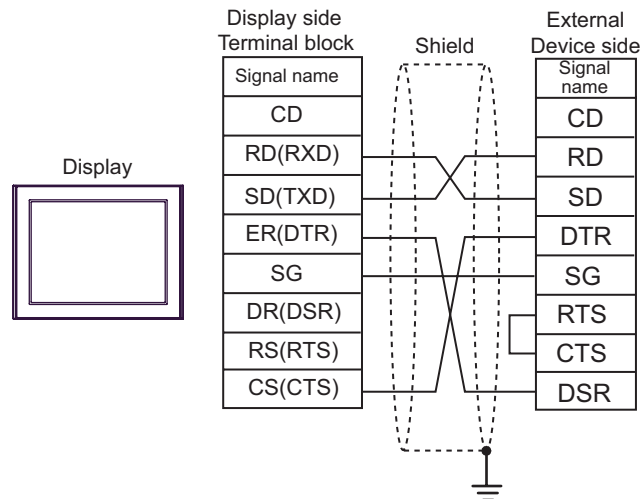 Display side
Terminal block
Shield
External
Device side
Signal name
Signal
name
CD
CD
RD(RXD)
RD
Display
SD(TXD)
SD
ER(DTR)
DTR
SG
SG
DR(DSR)
RTS
RS(RTS)
CTS
CS(CTS)
DSR